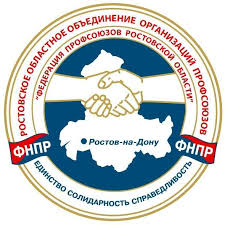 РОСТОВСКОЕ ОБЛАСТНОЕ ОБЪЕДИНЕНИЕ ОРГАНИЗАЦИЙ ПРОФСОЮЗОВ
"ФЕДЕРАЦИЯ ПРОФСОЮЗОВ РОСТОВСКОЙ ОБЛАСТИ"
Ростов-на-Дону
ФНПР
ФНПР
ЕДИНСТВО СОЛИДАРНОСТЬ СПРАВЕДЛИВОСТЬ